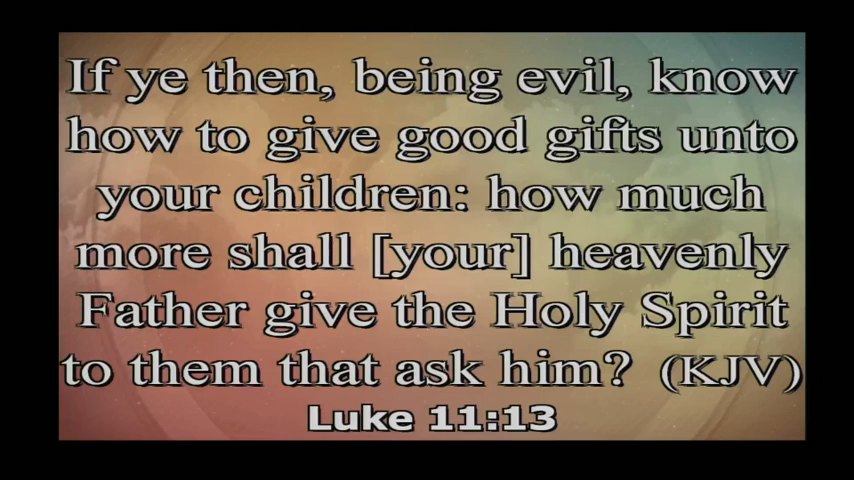 If ye then, being evil, know
how to give good gifts unto
your children: how much
more shall [your] heavenly
Father give the Holy Spirit
to them that ask him? (KJV)
Luke 11:13